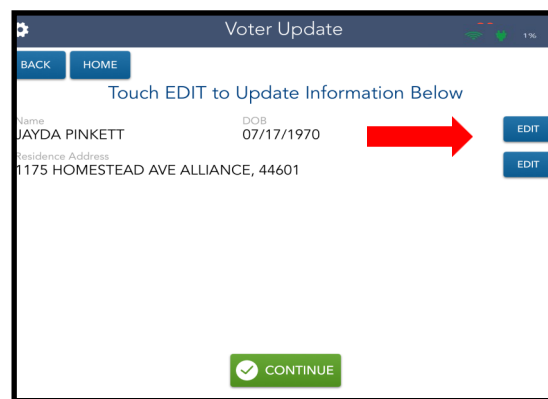 Voter Update
1%
BACK HOME
Touch EDIT to Update Information Below
Name DOB
JAYDA PINKETT 07/17/1970 EDIT
Residence Address
1175 HOMESTEAD AVE ALLIANCE, 44601 EDIT
CONTINUE